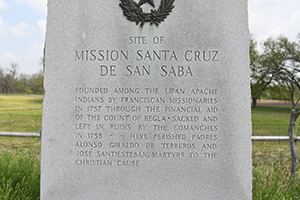 SITE OF
MISSION SANTA CRUZ
DE SAN SABA
FOUNDED AMONG THE LIPAN APACHE
INDIANS BY FRANCISCAN MISSIONARIES
IN 1757 THROUGH THE FINANCIAL AID
OF THE COUNT OF REGLA · SACKED AND
LEFT IN RUINS BY THE COMANCHES
IN 1758 · · HERE PERISHED PADRES
ALONSO GIRALDO DE TERREROS AND
JOSÉ SANTIESTEBAN, MARTYRS TO THE
CHRISTIAN CAUSE